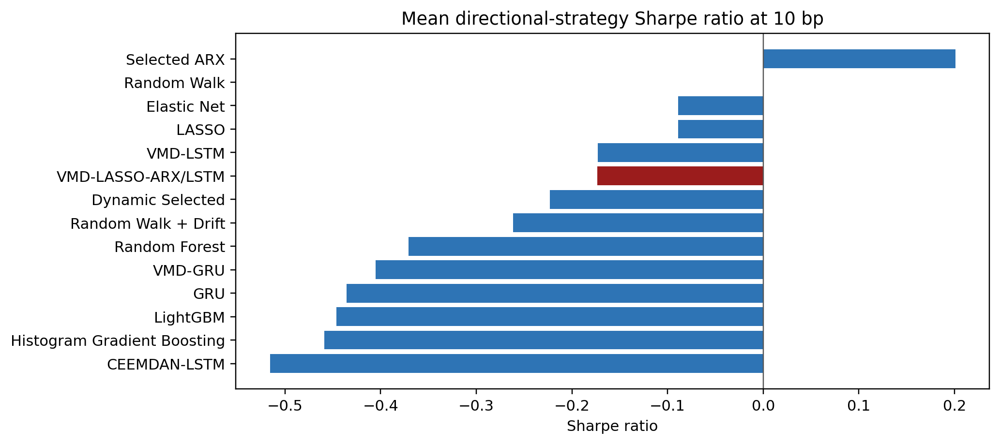 Mean directional-strategy Sharpe ratio at 10 bp
Selected ARX
Random Walk
Elastic Net
LASSO
VMD-LSTM
VMD-LASSO-ARX/LSTM
Dynamic Selected
Random Walk + Drift
Random Forest
VMD-GRU
GRU
LightGBM
Histogram Gradient Boosting
CEEMDAN-LSTM
−0.5 −0.4 −0.3 −0.2 −0.1 0.0 0.1 0.2
Sharpe ratio